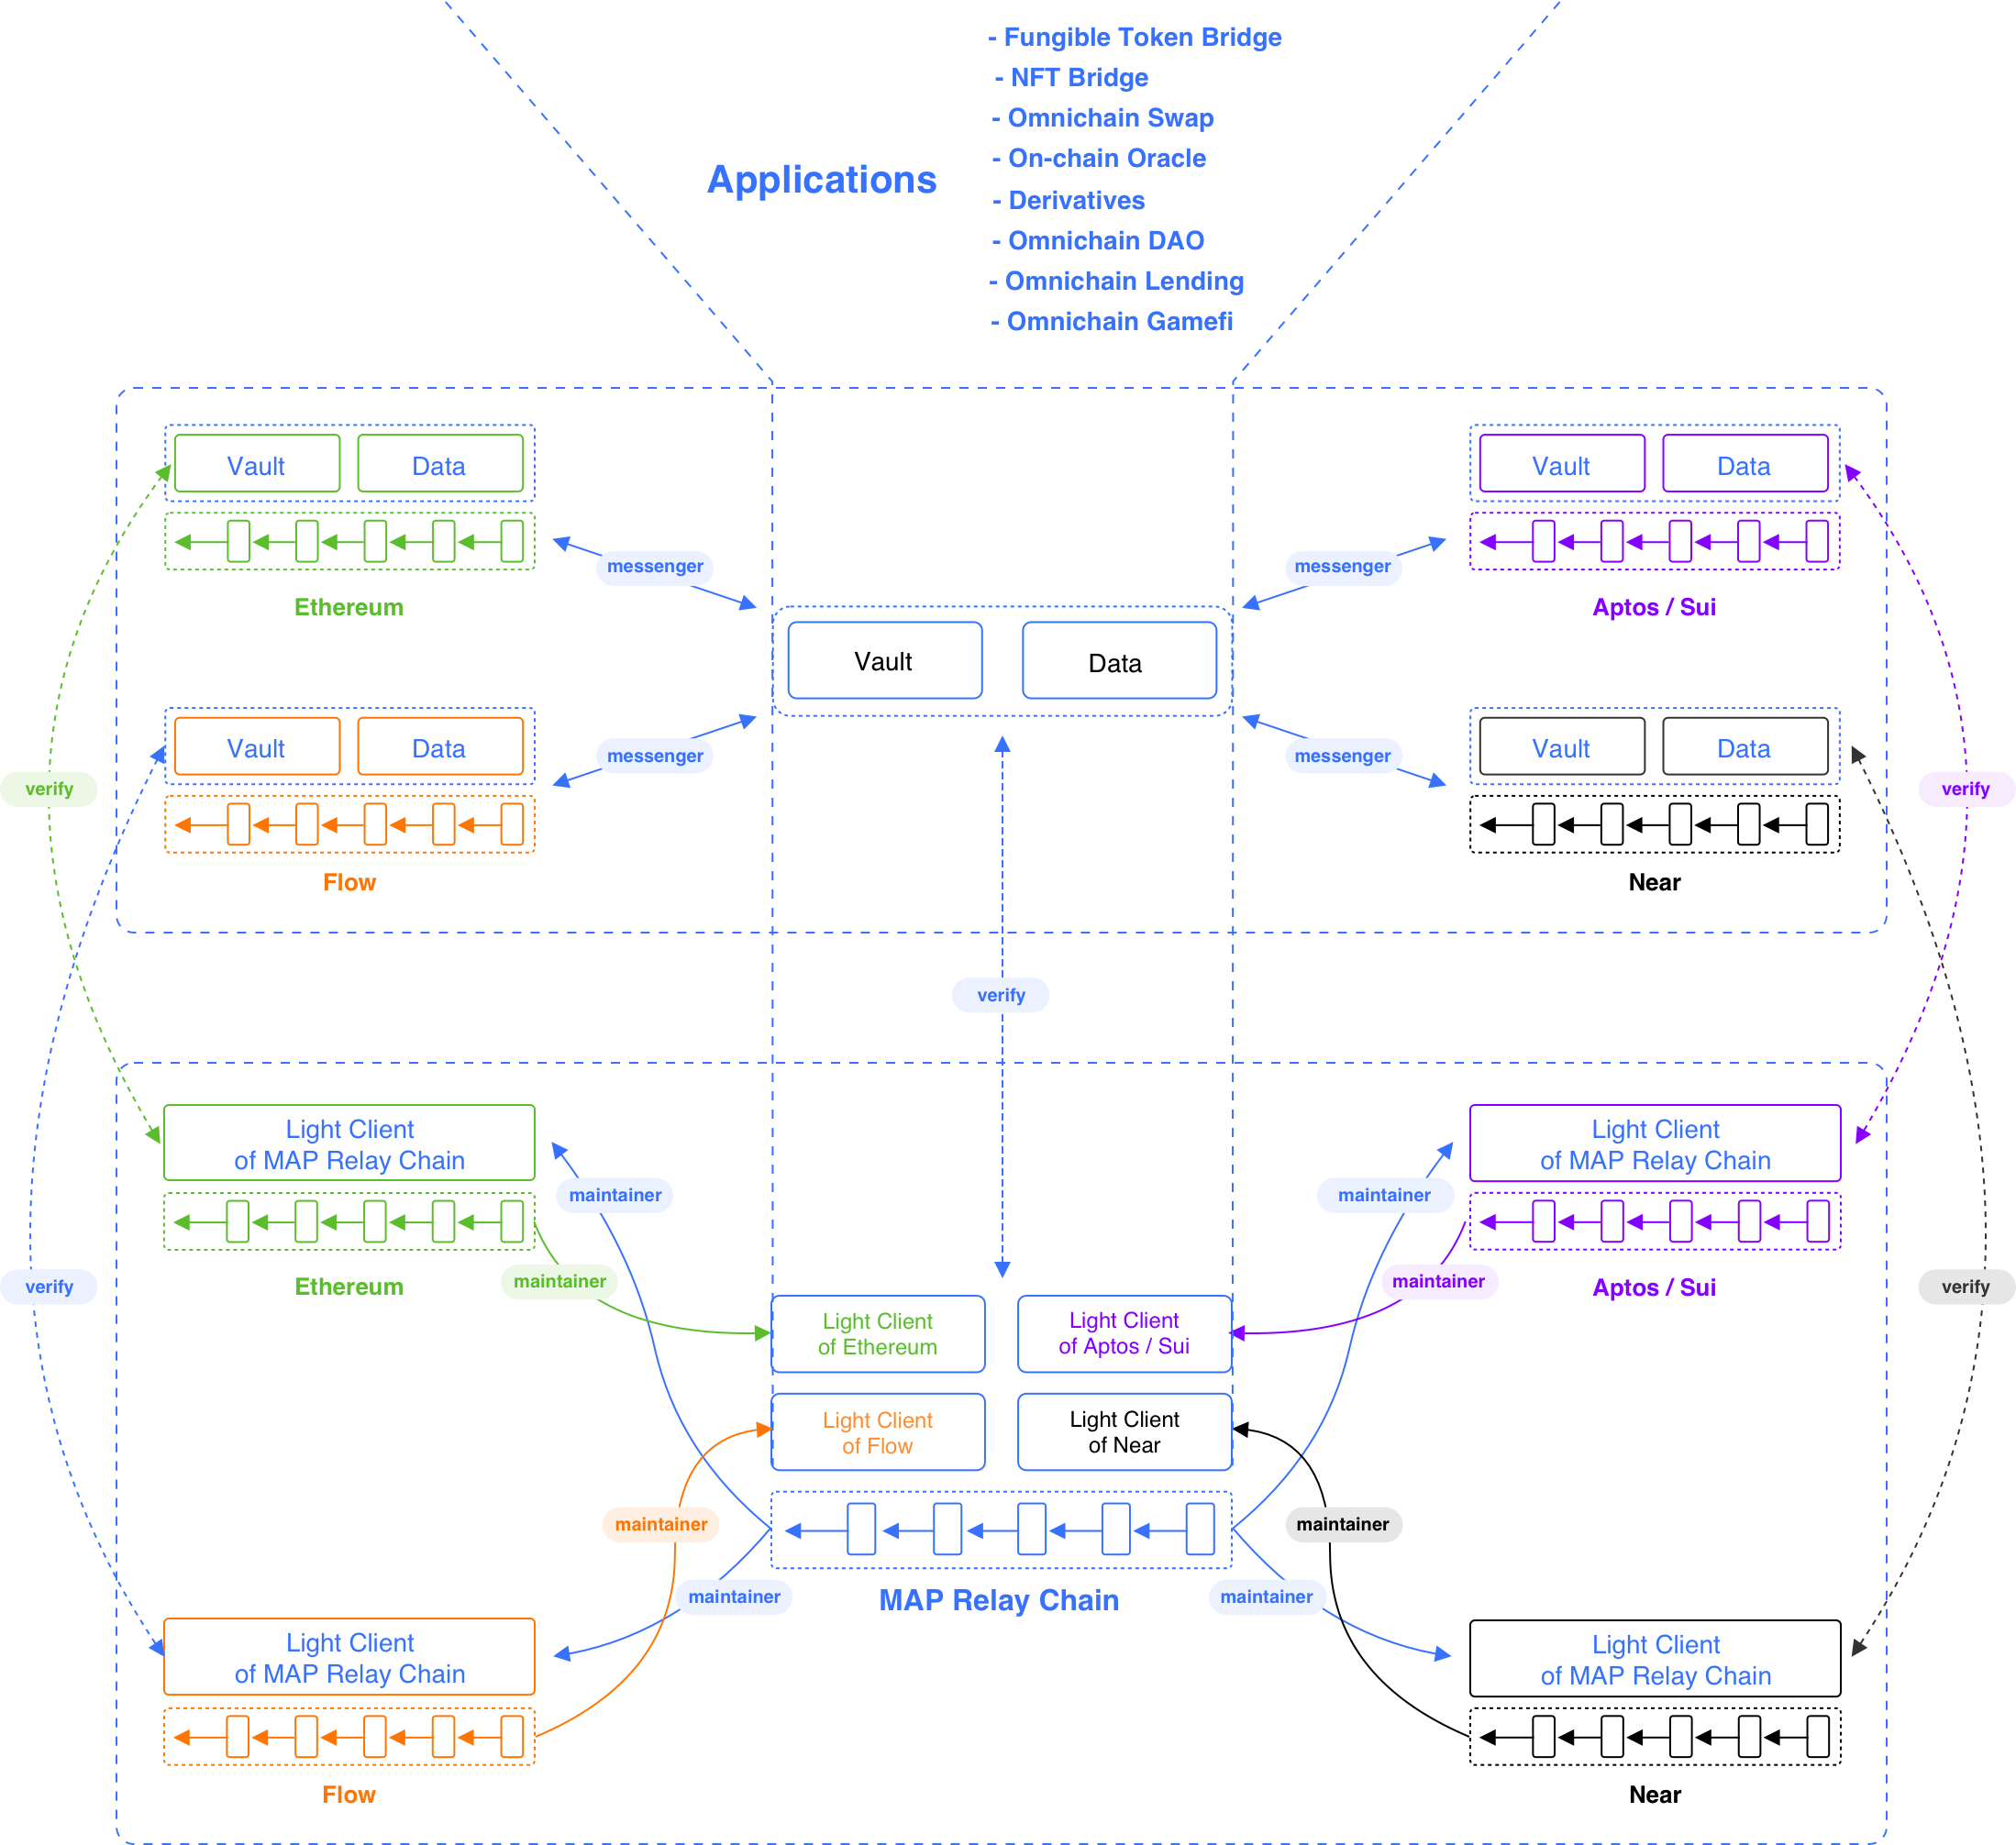 - Fungible Token Bridge
- NFT Bridge
- Omnichain Swap
- On-chain Oracle
Applications
- Derivatives
- Omnichain DAO
- Omnichain Lending
- Omnichain Gamefi
Vault
Data
Vault
Data
messenger
messenger
Ethereum
Aptos / Sui
Vault
Data
Vault
Data
Vault
Data
messenger
messenger
verify
verify
Flow
Near
verify
Light Client
of MAP Relay Chain
Light Client
of MAP Relay Chain
maintainer
maintainer
Ethereum
maintainer
maintainer
Aptos / Sui
verify
verify
Light Client
of Ethereum
Light Client
of Aptos / Sui
Light Client
of Flow
Light Client
of Near
maintainer
maintainer
maintainer
MAP Relay Chain
maintainer
Light Client
of MAP Relay Chain
Light Client
of MAP Relay Chain
Flow
Near